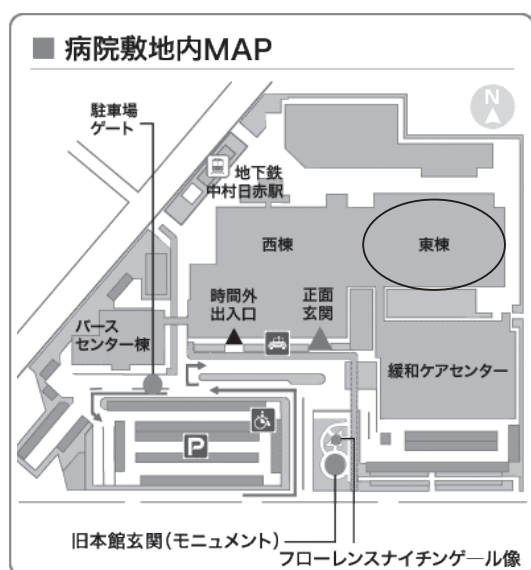 ■ 病院敷地内MAP
N
駐車場
ゲート
地下鉄
中村日赤駅
西棟
東棟
時間外
出入口
正面
玄関
バース
センター棟
緩和ケアセンター
P
旧本館玄関(モニュメント)
フローレンスナイチンゲール像